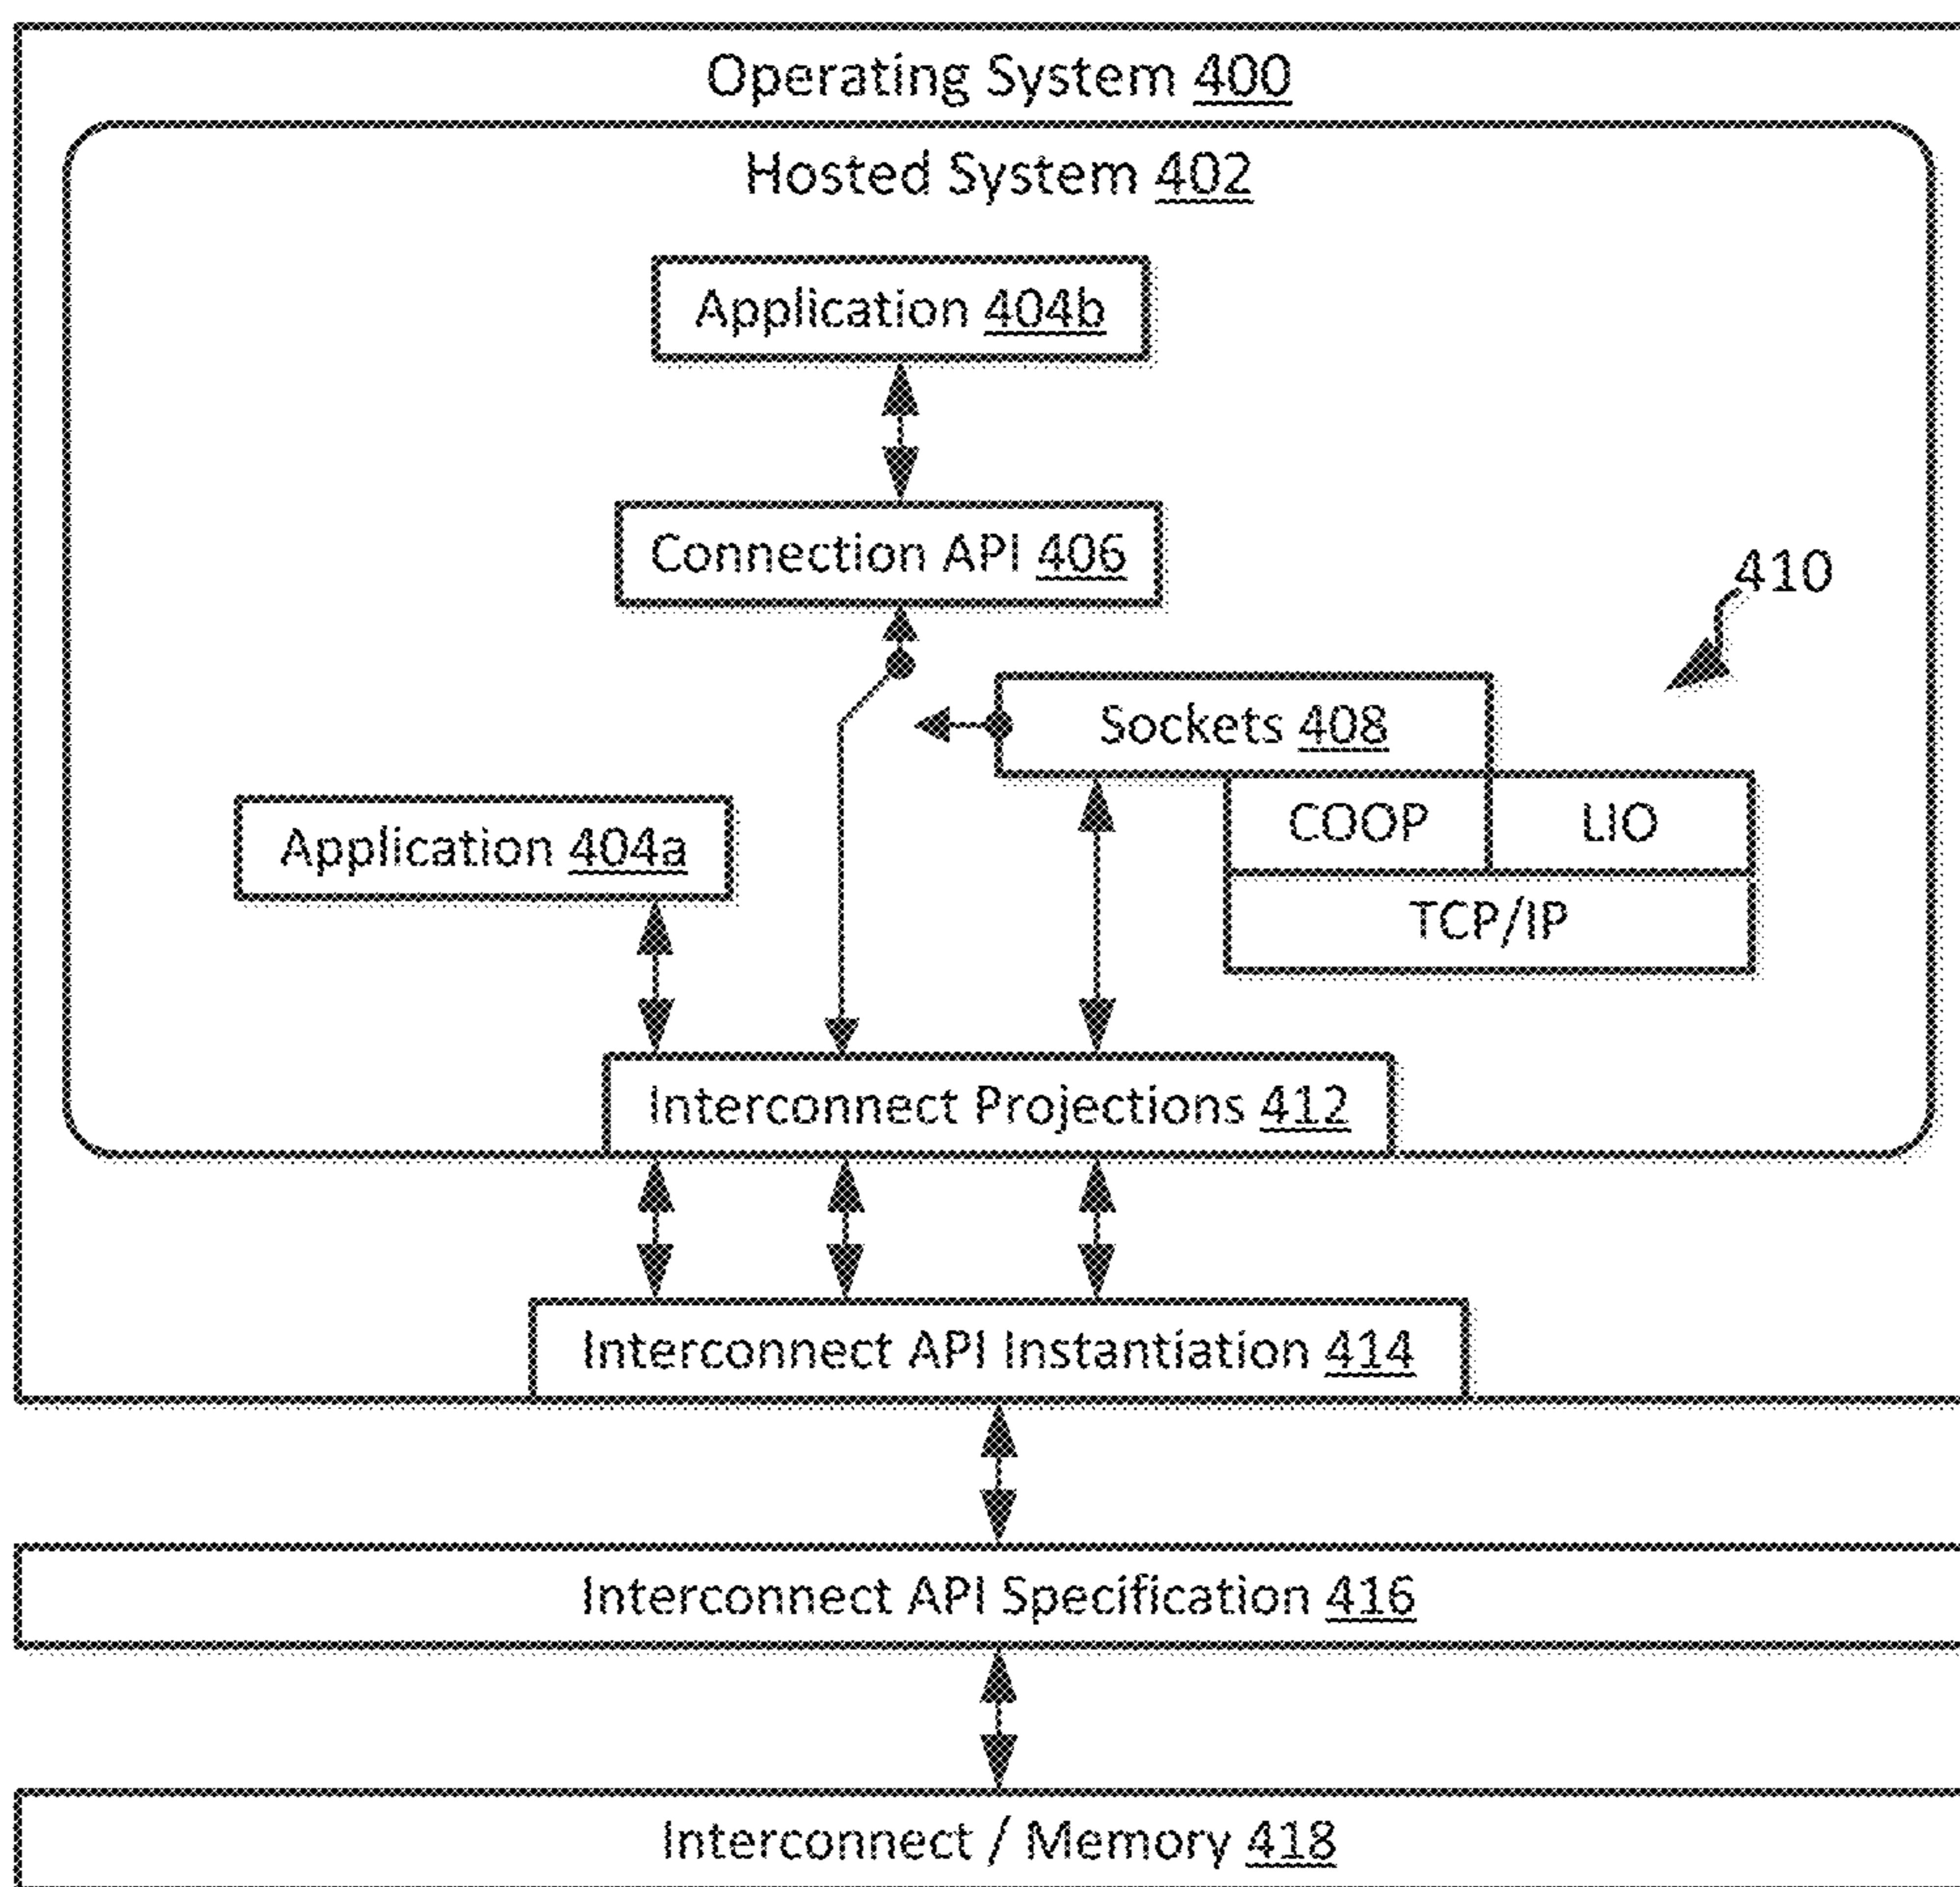 Operating System 400
Hosted System 402
Application 404b
Connection API 406
410
Sockets 408
COOP
LIO
Application 404a
TCP/IP
Interconnect Projections 412
Interconnect API Instantiation 414
Interconnect API Specification 416
Interconnect / Memory 418